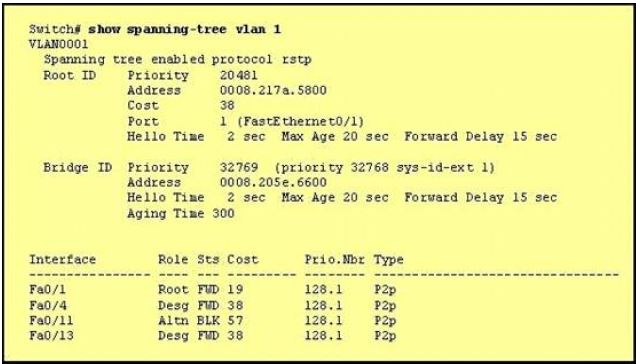 Switch# show spanning-tree vlan 1
VLAN0001
Spanning tree enabled protocol rstp
Root ID Priority 20481
Address 0008.217a.5800
Cost 38
Port 1 (FastEthernet0/1)
Hello Time 2 sec Max Age 20 sec Forward Delay 15 sec
Bridge ID Priority 32769 (priority 32768 sys-id-ext 1)
Address 0008.205e.6600
Hello Time 2 sec Max Age 20 sec Forward Delay 15 sec
Aging Time 300
Interface Role Sts Cost Prio.Nbr Type
---------------- ---- --- --------- -------- --------------------------------
Fa0/1 Root FWD 19 128.1 P2p
Fa0/4 Desg FWD 38 128.1 P2p
Fa0/11 Altn BLK 57 128.1 P2p
Fa0/13 Desg FWD 38 128.1 P2p